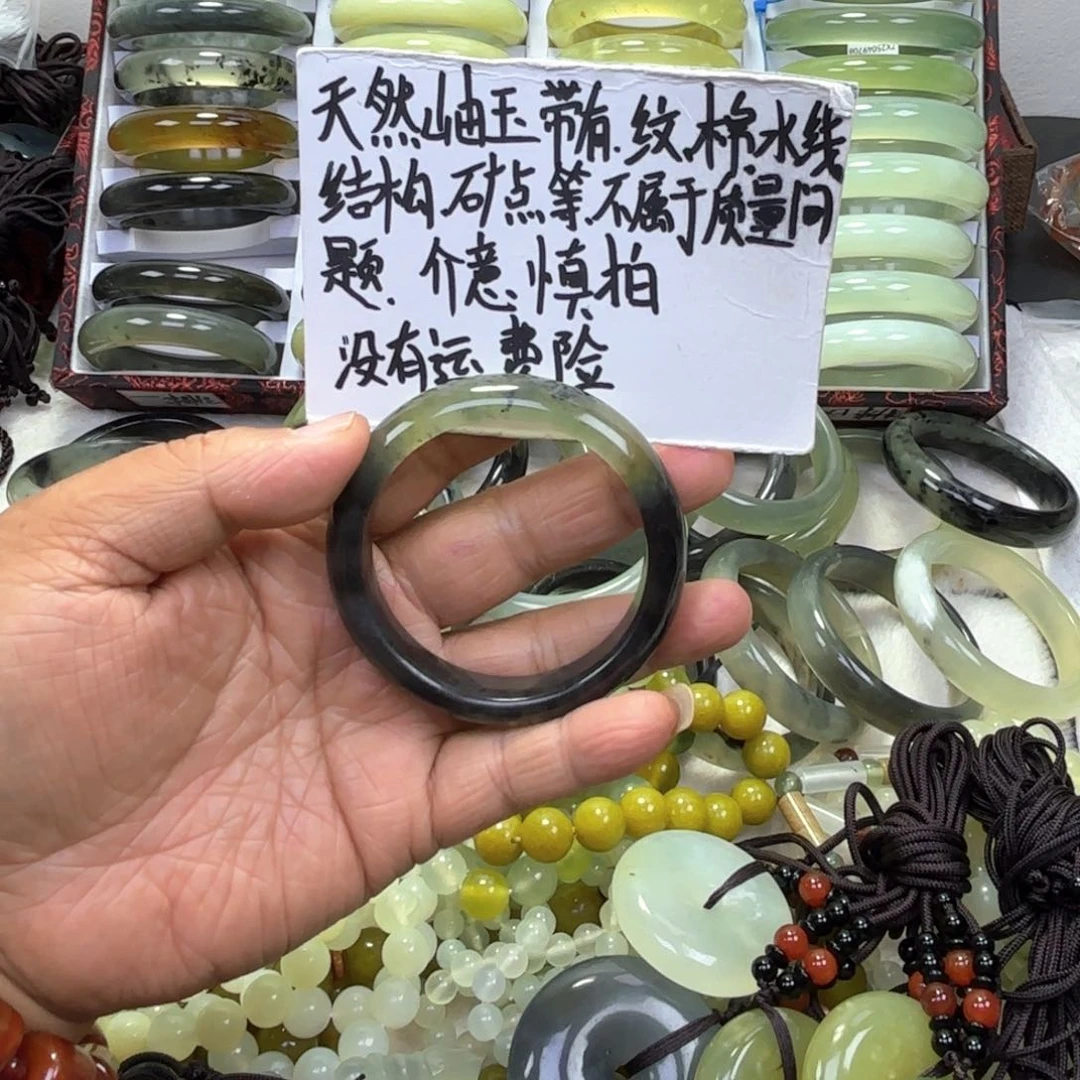 天然岫玉带有.纹.棉.水线
结构.矿点等.不属于质量问
题.介意.慎拍
没有运费险